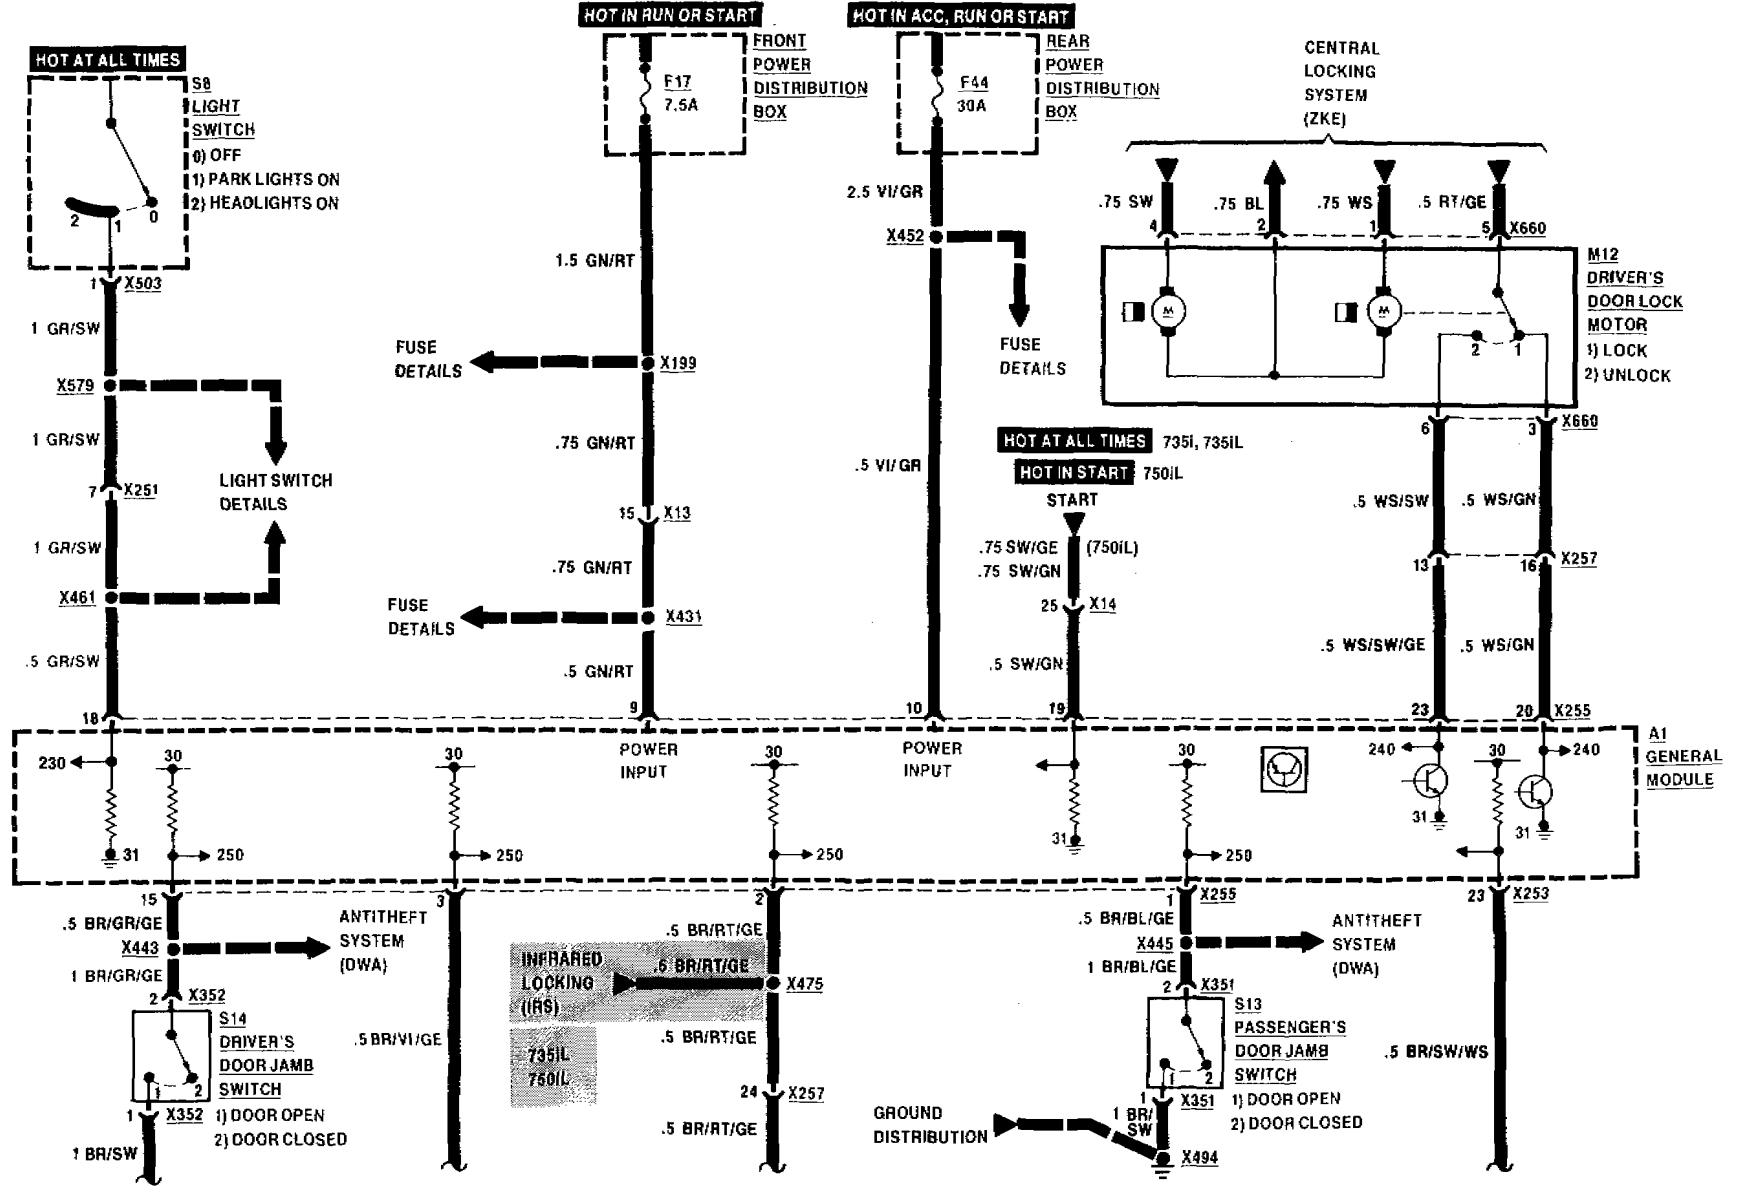 HOT IN RUN OR START
HOT IN ACC, RUN OR START
HOT AT ALL TIMES
S8
LIGHT
SWITCH
0) OFF
1) PARK LIGHTS ON
2) HEADLIGHTS ON
2
1
0
F17
7.5A
FRONT
POWER
DISTRIBUTION
BOX
F44
30A
REAR
POWER
DISTRIBUTION
BOX
CENTRAL
LOCKING
SYSTEM
(ZKE)
.75 SW
.75 BL
.75 WS
.5 RT/GE
4
2
1
5
X660
M12
DRIVER'S
DOOR LOCK
MOTOR
1) LOCK
2) UNLOCK
M
M
2
1
6
3
X660
2.5 VI/GR
X452
FUSE
DETAILS
1 X503
1 GR/SW
X579
1 GR/SW
7 X251
LIGHT SWITCH
DETAILS
1 GR/SW
X461
.5 GR/SW
18
1.5 GN/RT
FUSE
DETAILS
X199
.75 GN/RT
15 X13
.75 GN/RT
FUSE
DETAILS
X431
.5 GN/RT
9
.5 VI/GR
10
HOT AT ALL TIMES 735i, 735iL
HOT IN START 750iL
START
.75 SW/GE (750iL)
.75 SW/GN
25 X14
.5 SW/GN
19
.5 WS/SW
.5 WS/GN
13
16
X257
.5 WS/SW/GE
.5 WS/GN
23
20
X255
A1
GENERAL
MODULE
230
31
30
250
30
250
POWER
INPUT
30
250
POWER
INPUT
31
30
250
240
31
240
31
30
15
3
2
1
X255
23 X253
.5 BR/GR/GE
X443
1 BR/GR/GE
ANTITHEFT
SYSTEM
(DWA)
2 X352
S14
DRIVER'S
DOOR JAMB
SWITCH
1
2
1 X352
1) DOOR OPEN
2) DOOR CLOSED
1 BR/SW
.5 BR/VI/GE
.5 BR/RT/GE
INFRARED
LOCKING
(IRS)
.5 BR/RT/GE
X475
735iL
750iL
.5 BR/RT/GE
24 X257
.5 BR/RT/GE
.5 BR/BL/GE
X445
1 BR/BL/GE
ANTITHEFT
SYSTEM
(DWA)
2 X351
S13
PASSENGER'S
DOOR JAMB
SWITCH
1
2
1 X351
1) DOOR OPEN
2) DOOR CLOSED
1 BR/
SW
GROUND
DISTRIBUTION
X494
.5 BR/SW/WS